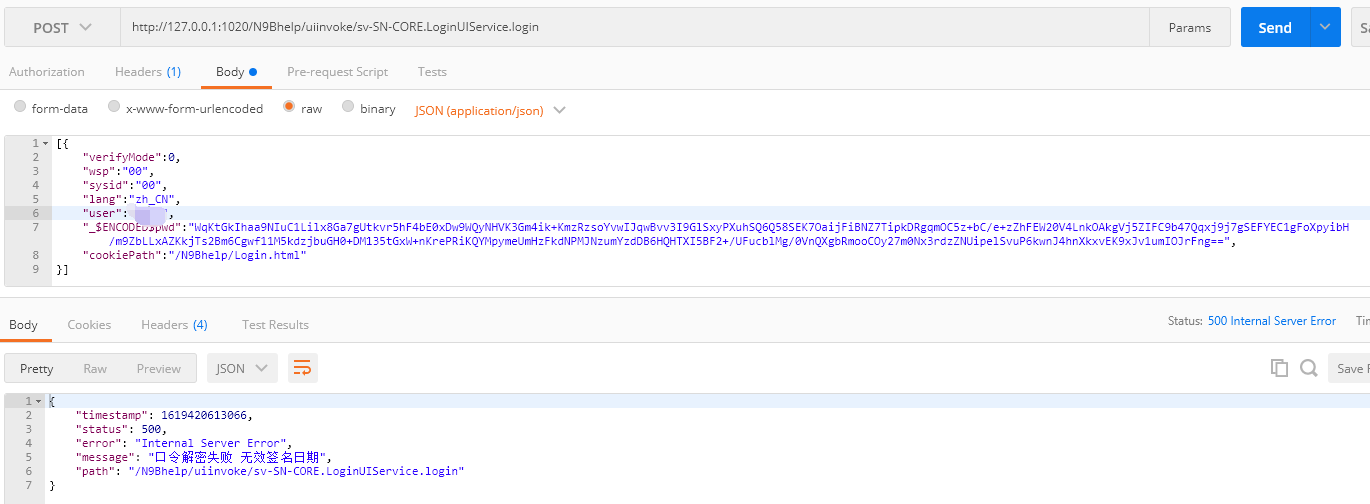 POST
http://127.0.0.1:1020/N9Bhelp/uiinvoke/sv-SN-CORE.LoginUIService.login
Params
Send
Authorization Headers (1) Body Pre-request Script Tests
form-data x-www-form-urlencoded raw binary JSON (application/json)
1 [{
2 "verifyMode":0,
3 "wsp":"00",
4 "sysid":"00",
5 "lang":"zh_CN",
6 "user": ,
7 "_$ENCODED$pwd":"WqKtGkIhaa9NIuC1Lilx8Ga7gUtkvr5hF4bE0xDw9WQyNHVK3Gm4ik+KmzRzsoYvwIJqwBvv3I9GlSxyPXuhSQ6Q58SEK7OaijFiBNZ7TipkDRgqmOC5z+bC/e+zZhFEW20V4LnkOAkgVj5ZIFC9b47Qqxj9j7gSEFYEC1gFoXpyibH
/m9ZbLLxAZKkjTs2Bm6Cgwf11M5kdzjbuGH0+DM135tGxW+nKrePRiKQYMpymeUmHzFkdNPMJNzumYzdDB6HQHTXI5BF2+/UFucblMg/0VnQXgbRmooCOy27m0Nx3rdzZNUipelSvuP6kwnJ4hnXkxvEK9xJv1umIOJrFng==",
8 "cookiePath":"/N9Bhelp/Login.html"
9 }]
Body Cookies Headers (4) Test Results
Status: 500 Internal Server Error
Pretty Raw Preview JSON
Save
1 {
2 "timestamp": 1619420613066,
3 "status": 500,
4 "error": "Internal Server Error",
5 "message": "口令解密失败 无效签名日期",
6 "path": "/N9Bhelp/uiinvoke/sv-SN-CORE.LoginUIService.login"
7 }